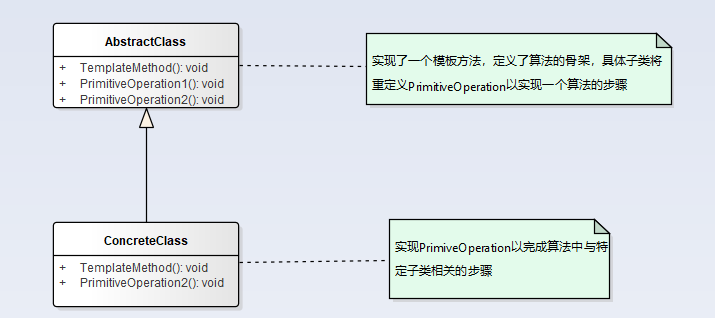 AbstractClass
+ TemplateMethod(): void
+ PrimitiveOperation1(): void
+ PrimitiveOperation2(): void
实现了一个模板方法，定义了算法的骨架，具体子类将
重定义PrimitiveOperation以实现一个算法的步骤
ConcreteClass
+ TemplateMethod(): void
+ PrimitiveOperation2(): void
实现PrimiveOperation以完成算法中与特
定子类相关的步骤